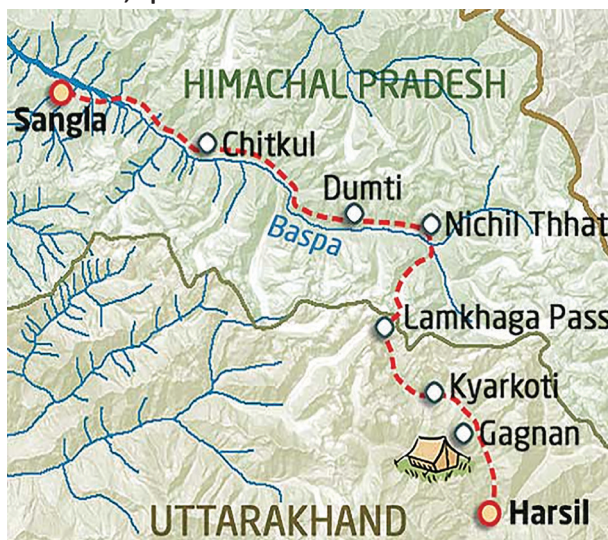 HIMACHAL PRADESH
Sangla
Chitkul
Dumti
Baspa
Nichil Thhat
Lamkhaga Pass
Kyarkoti
Gagnan
UTTARAKHAND
Harsil